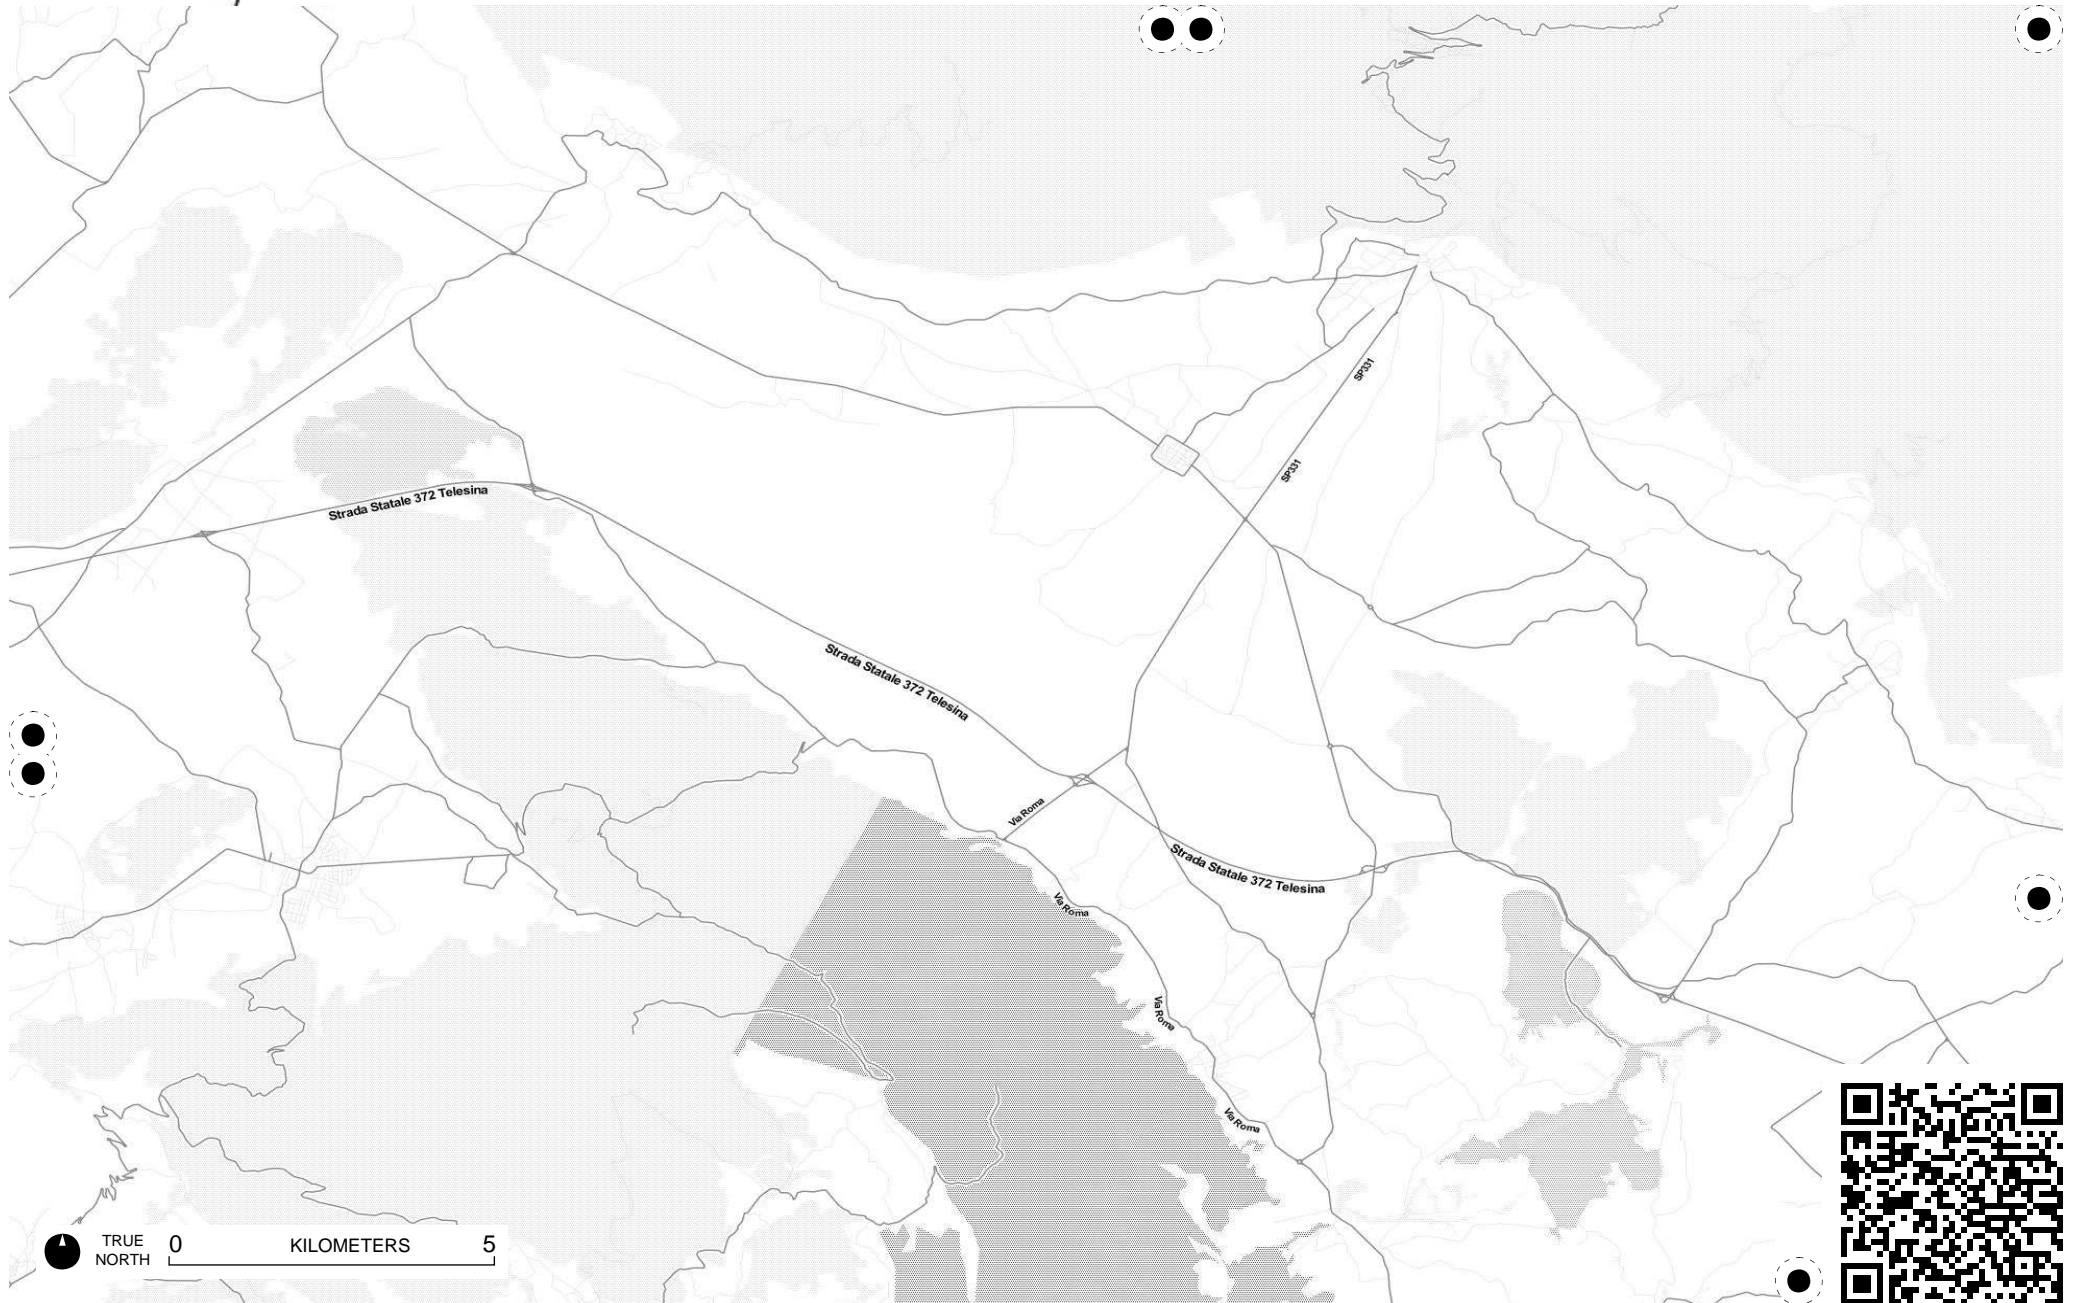 SP331
SP331
Strada Statale 372 Telesina
Strada Statale 372 Telesina
Via Roma
Strada Statale 372 Telesina
Via Roma
Via Roma
Via Roma
TRUE
NORTH
0 KILOMETERS 5